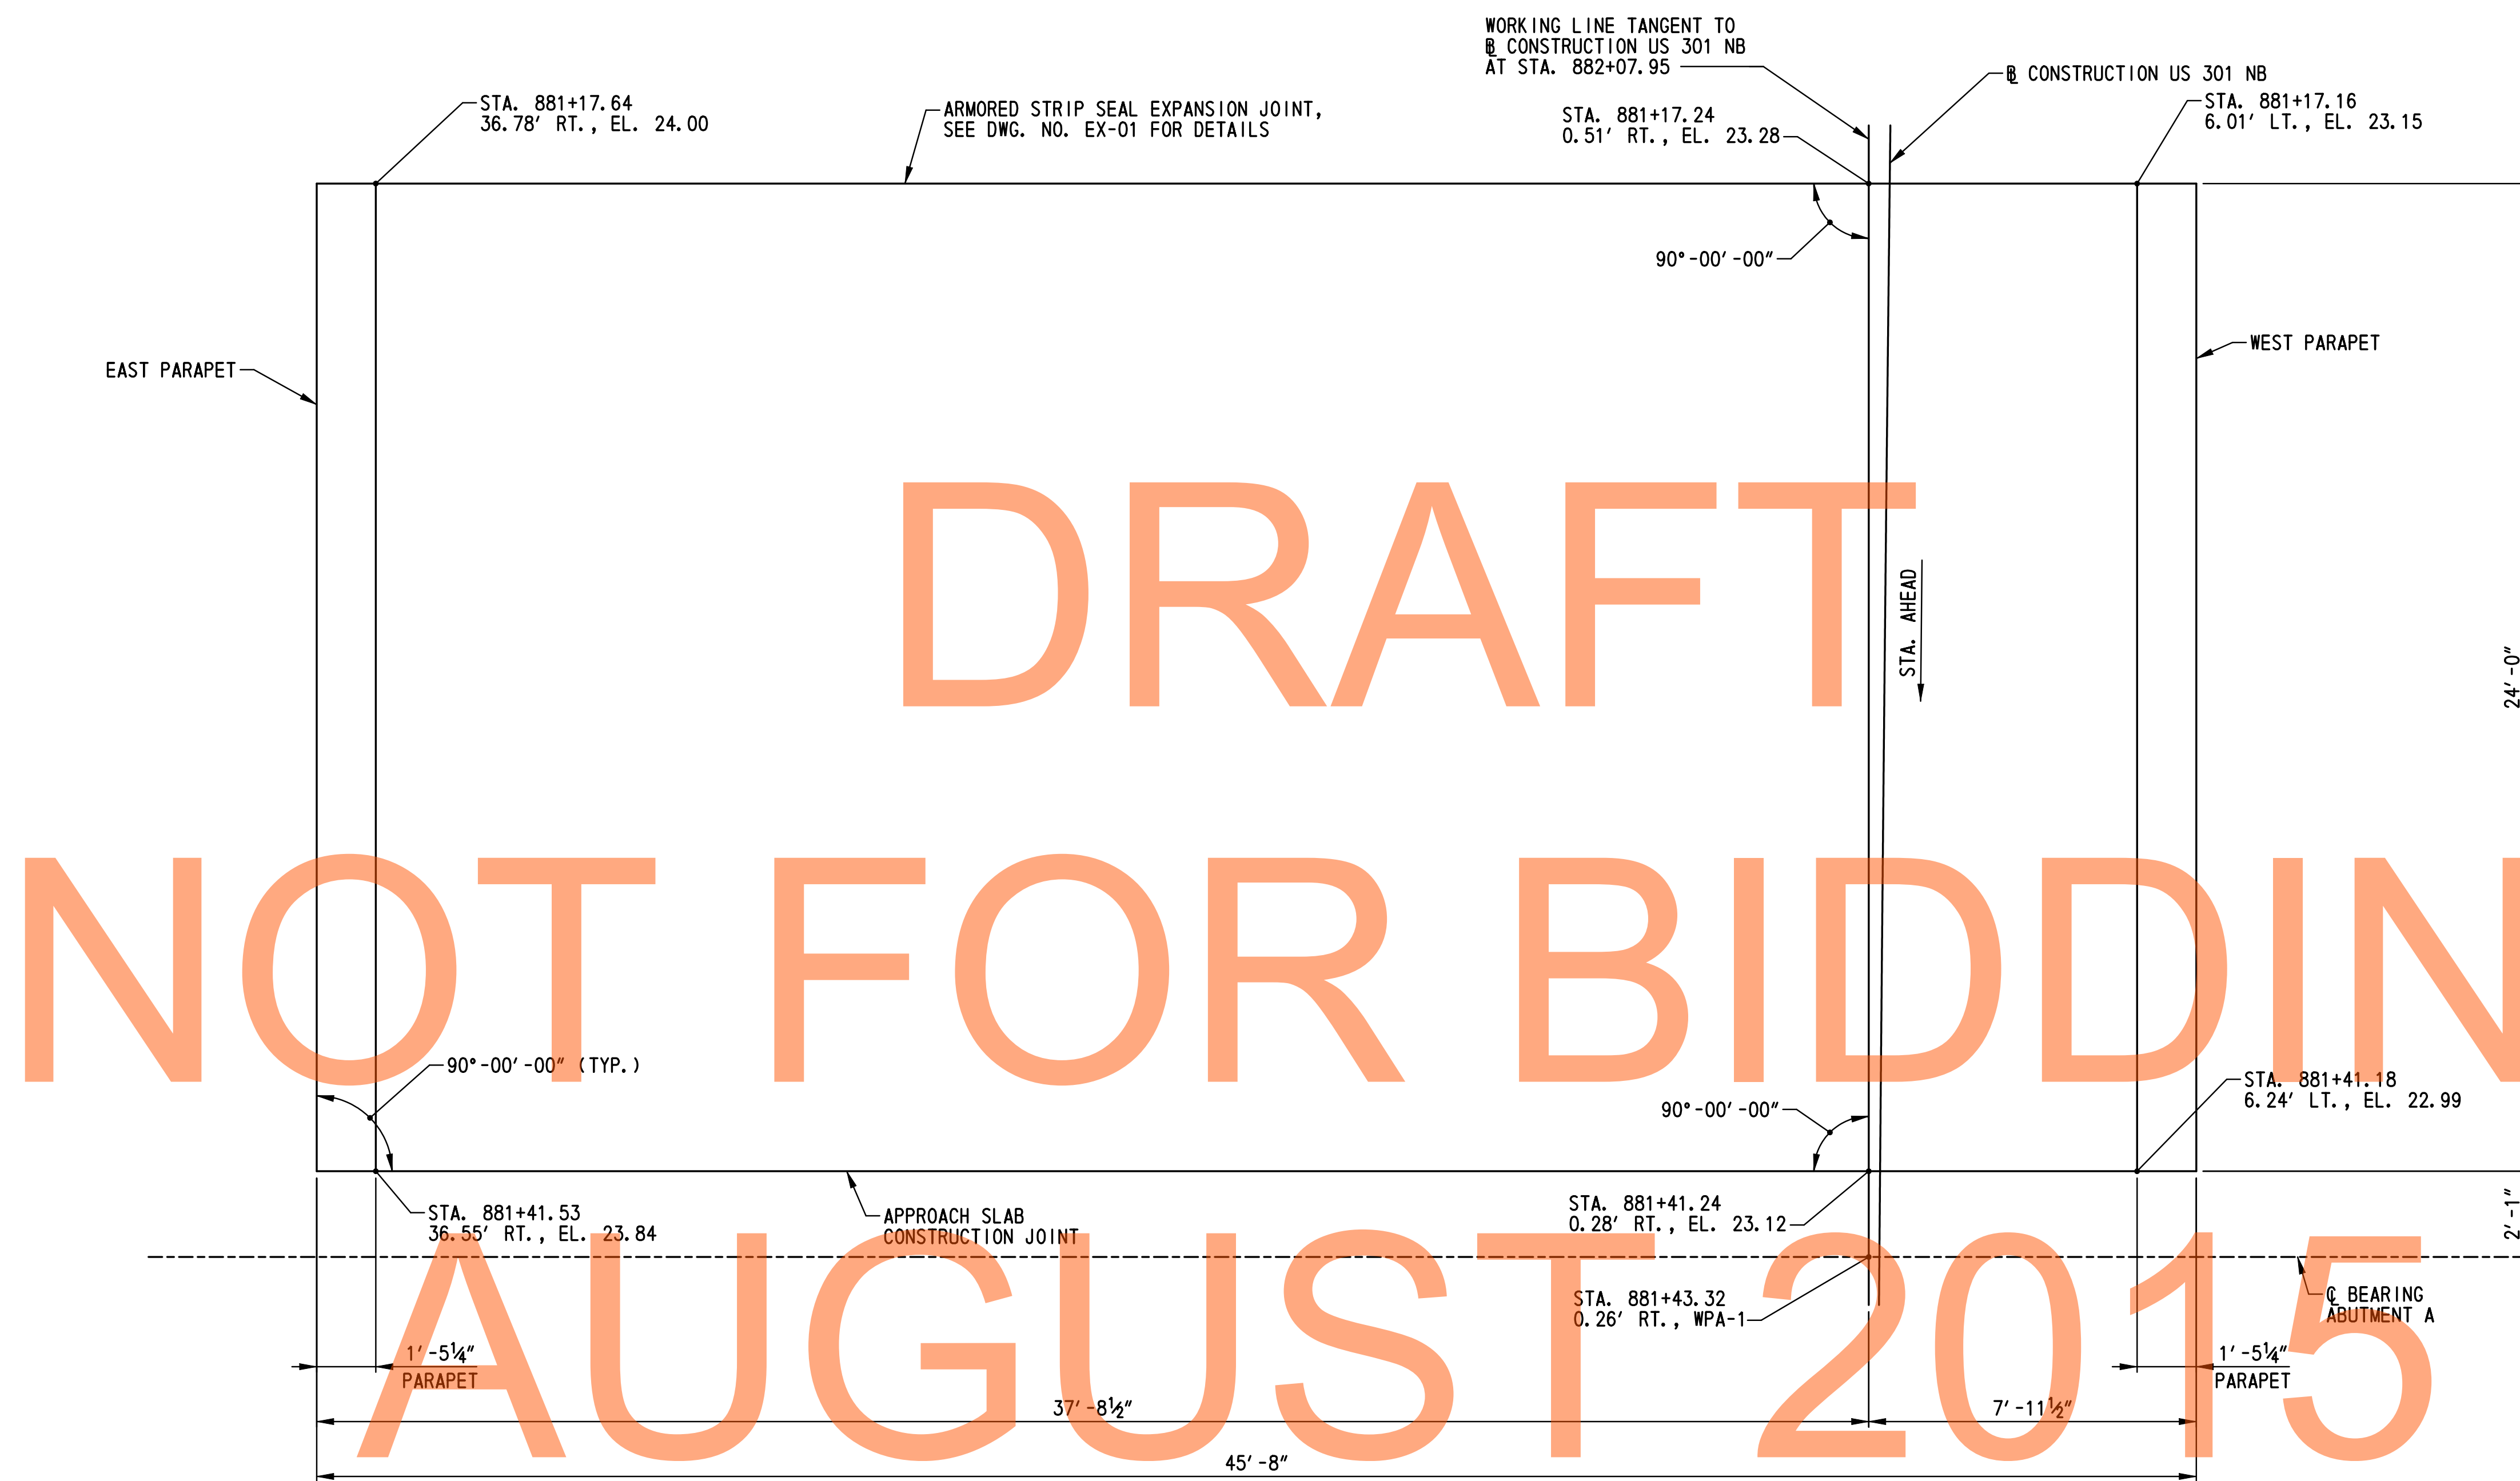 WORKING LINE TANGENT TO
℄ CONSTRUCTION US 301 NB
AT STA. 882+07.95
℄ CONSTRUCTION US 301 NB
STA. 881+17.64
36.78' RT., EL. 24.00
ARMORED STRIP SEAL EXPANSION JOINT,
SEE DWG. NO. EX-01 FOR DETAILS
STA. 881+17.24
0.51' RT., EL. 23.28
STA. 881+17.16
6.01' LT., EL. 23.15
90°-00'-00"
EAST PARAPET
WEST PARAPET
DRAFT
STA. AHEAD
24'-0"
NOT FOR BIDDIN
90°-00'-00" (TYP.)
90°-00'-00"
STA. 881+41.18
6.24' LT., EL. 22.99
STA. 881+41.53
36.55' RT., EL. 23.84
APPROACH SLAB
CONSTRUCTION JOINT
STA. 881+41.24
0.28' RT., EL. 23.12
2'-1"
AUGUST 2015
STA. 881+43.32
0.26' RT., WPA-1
℄ BEARING
ABUTMENT A
1'-5¼"
PARAPET
1'-5¼"
PARAPET
37'-8½"
7'-11½"
45'-8"